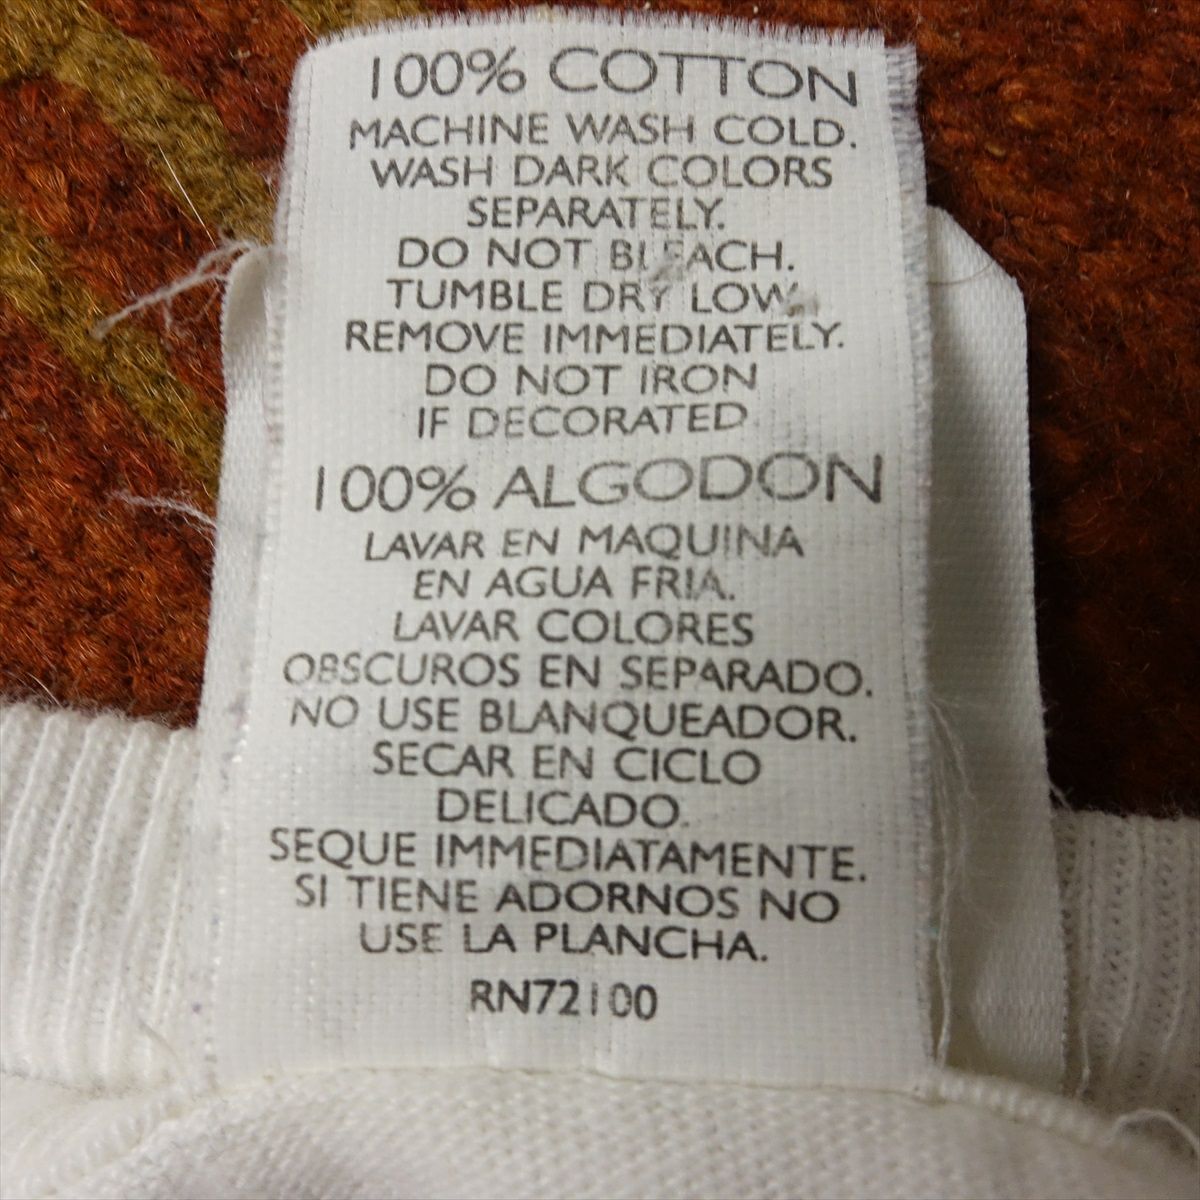 100% COTTON
MACHINE WASH COLD.
WASH DARK COLORS
SEPARATELY.
DO NOT BLEACH.
TUMBLE DRY LOW.
REMOVE IMMEDIATELY.
DO NOT IRON
IF DECORATED.
100% ALGODON
LAVAR EN MAQUINA
EN AGUA FRIA.
LAVAR COLORES
OBSCUROS EN SEPARADO.
NO USE BLANQUEADOR.
SECAR EN CICLO
DELICADO.
SEQUE IMMEDIATAMENTE.
SI TIENE ADORNOS NO
USE LA PLANCHA.
RN72100